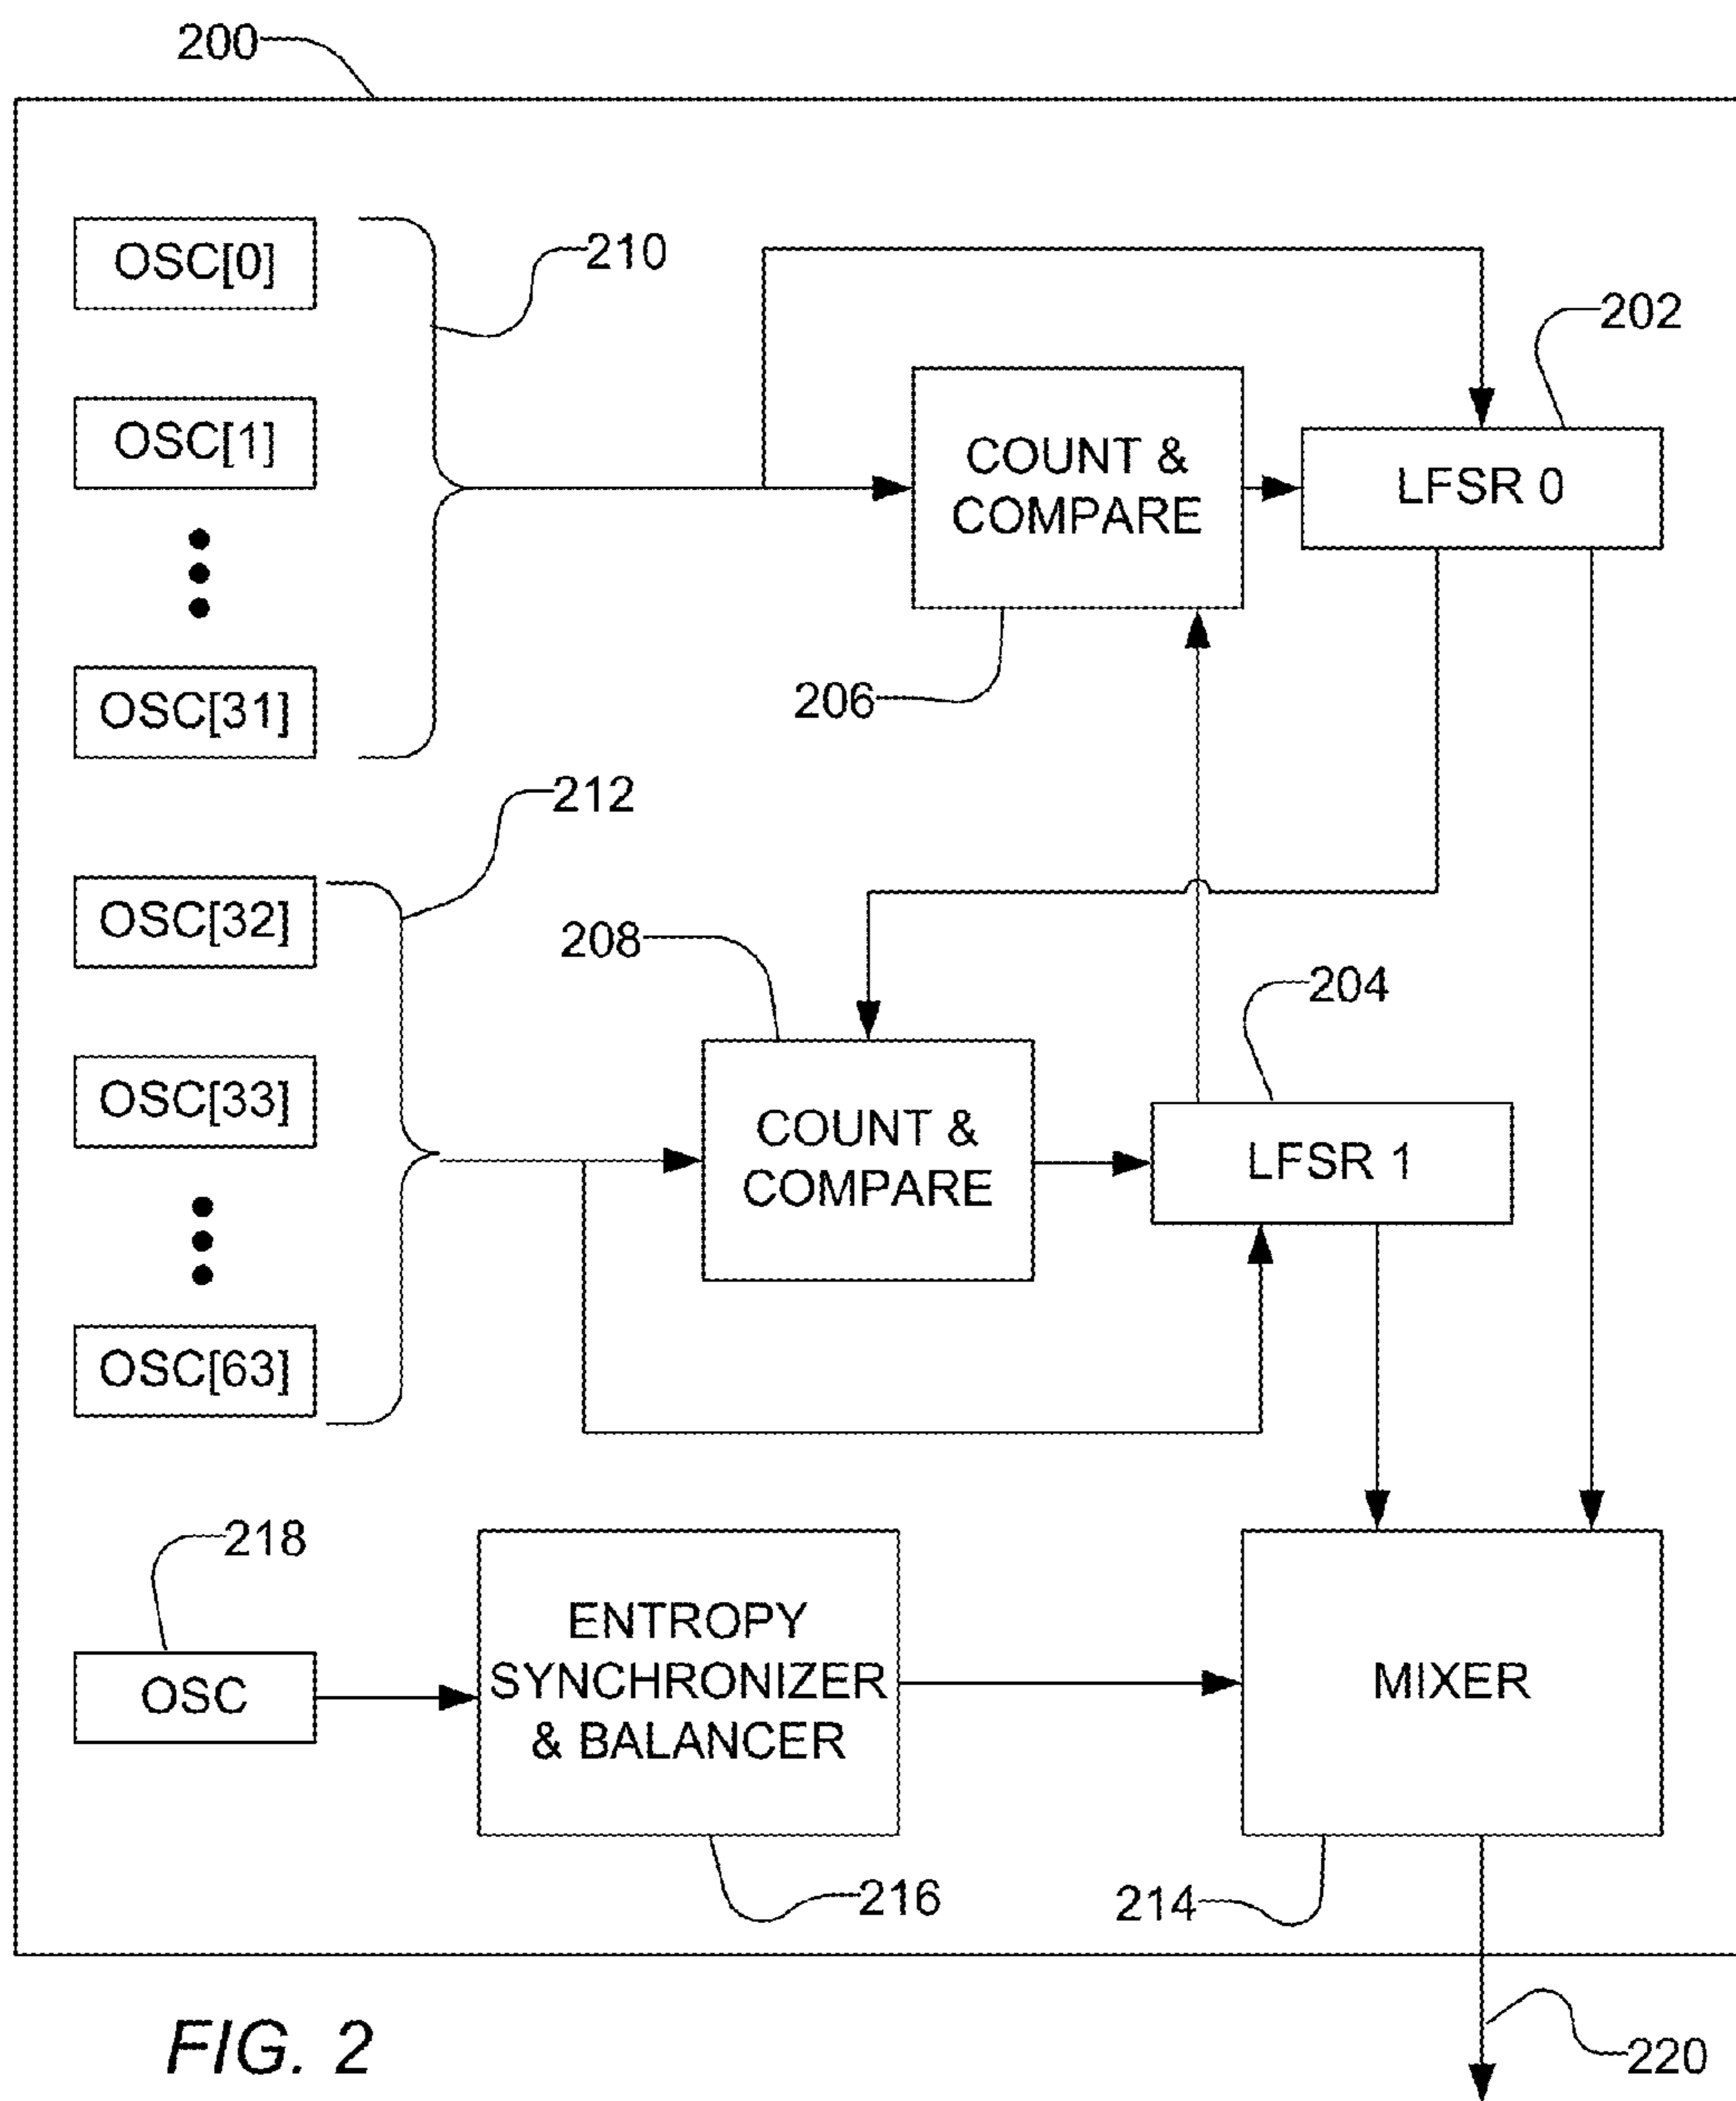 200
OSC[0]
210
202
OSC[1]
COUNT &
COMPARE
LFSR 0
OSC[31]
206
212
OSC[32]
208
204
OSC[33]
COUNT &
COMPARE
LFSR 1
OSC[63]
218
OSC
ENTROPY
SYNCHRONIZER
& BALANCER
MIXER
216
214
FIG. 2
220